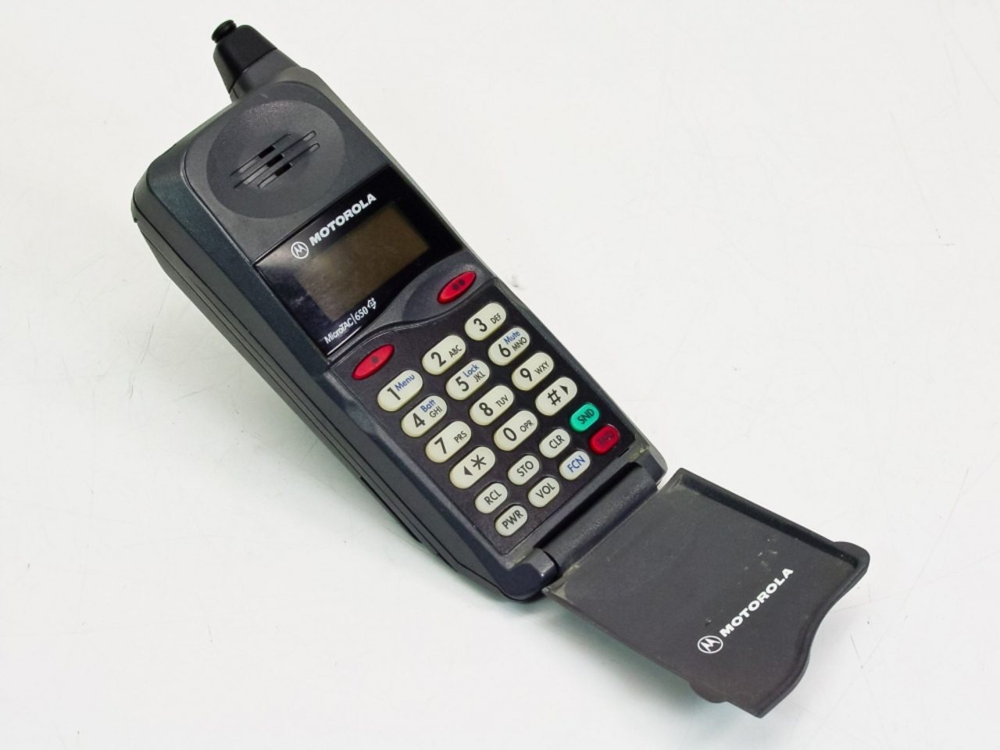 MOTOROLA
MicroTAC|650
1 Menu
2 ABC
3 DEF
4 Batt GHI
5 Lock JKL
6 Mute MNO
7 PRS
8 TUV
9 WXY
*
0 OPR
#
RCL
STO
CLR
SND
PWR
VOL
FCN
END
MOTOROLA